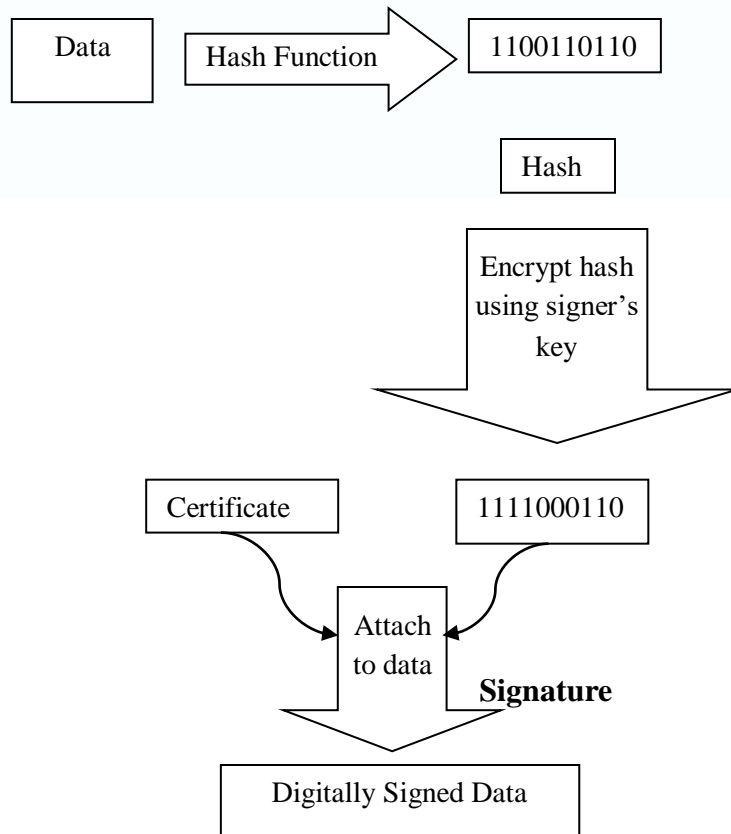 Data
Hash Function
1100110110
Hash
Encrypt hash
using signer’s
key
Certificate
1111000110
Attach
to data
Signature
Digitally Signed Data